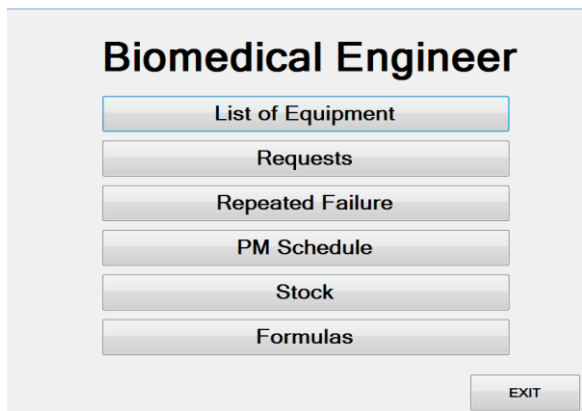 Biomedical Engineer
List of Equipment
Requests
Repeated Failure
PM Schedule
Stock
Formulas
EXIT